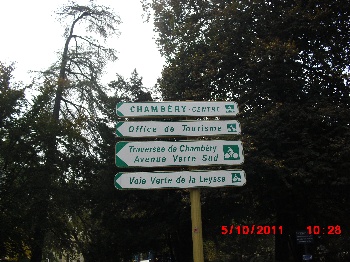 CHAMBÉRY-CENTRE
Office de Tourisme
Traversée de Chambéry
Avenue Verte Sud
Voie Verte de la Leysse
5/10/2011 10:28